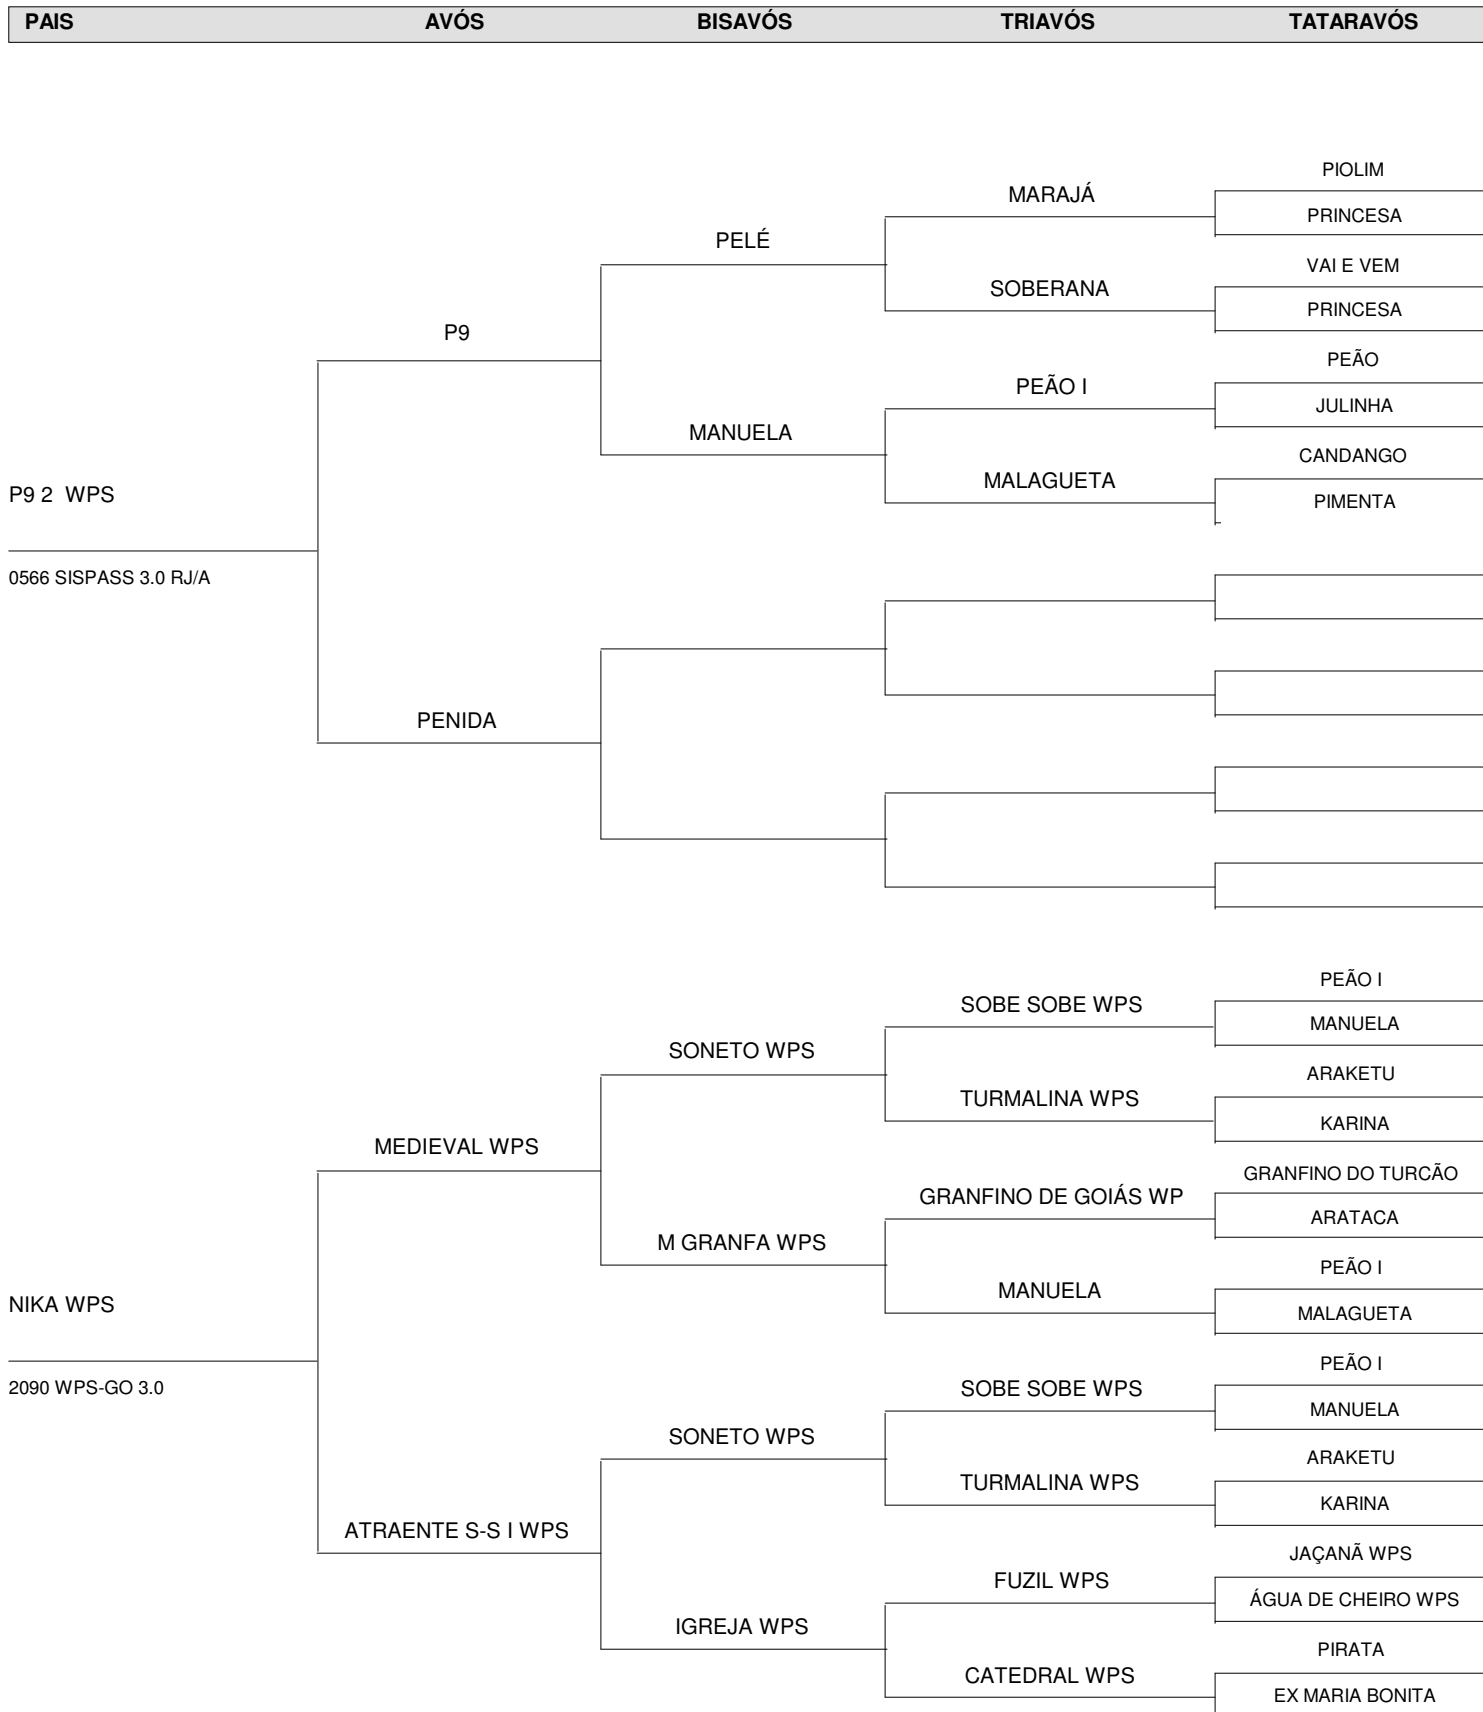 PAIS AVÓS BISAVÓS TRIAVÓS TATARAVÓS
PIOLIM
MARAJÁ
PRINCESA
PELÉ
VAI E VEM
SOBERANA
PRINCESA
P9
PEÃO
PEÃO I
JULINHA
MANUELA
CANDANGO
MALAGUETA
P9 2  WPS
PIMENTA
0566 SISPASS 3.0 RJ/A
PENIDA
PEÃO I
SOBE SOBE WPS
MANUELA
SONETO WPS
ARAKETU
TURMALINA WPS
KARINA
MEDIEVAL WPS
GRANFINO DO TURCÃO
GRANFINO DE GOIÁS WP
ARATACA
M GRANFA WPS
PEÃO I
MANUELA
NIKA WPS
MALAGUETA
PEÃO I
2090 WPS-GO 3.0
SOBE SOBE WPS
MANUELA
SONETO WPS
ARAKETU
TURMALINA WPS
KARINA
ATRAENTE S-S I WPS
JAÇANÃ WPS
FUZIL WPS
ÁGUA DE CHEIRO WPS
IGREJA WPS
PIRATA
CATEDRAL WPS
EX MARIA BONITA